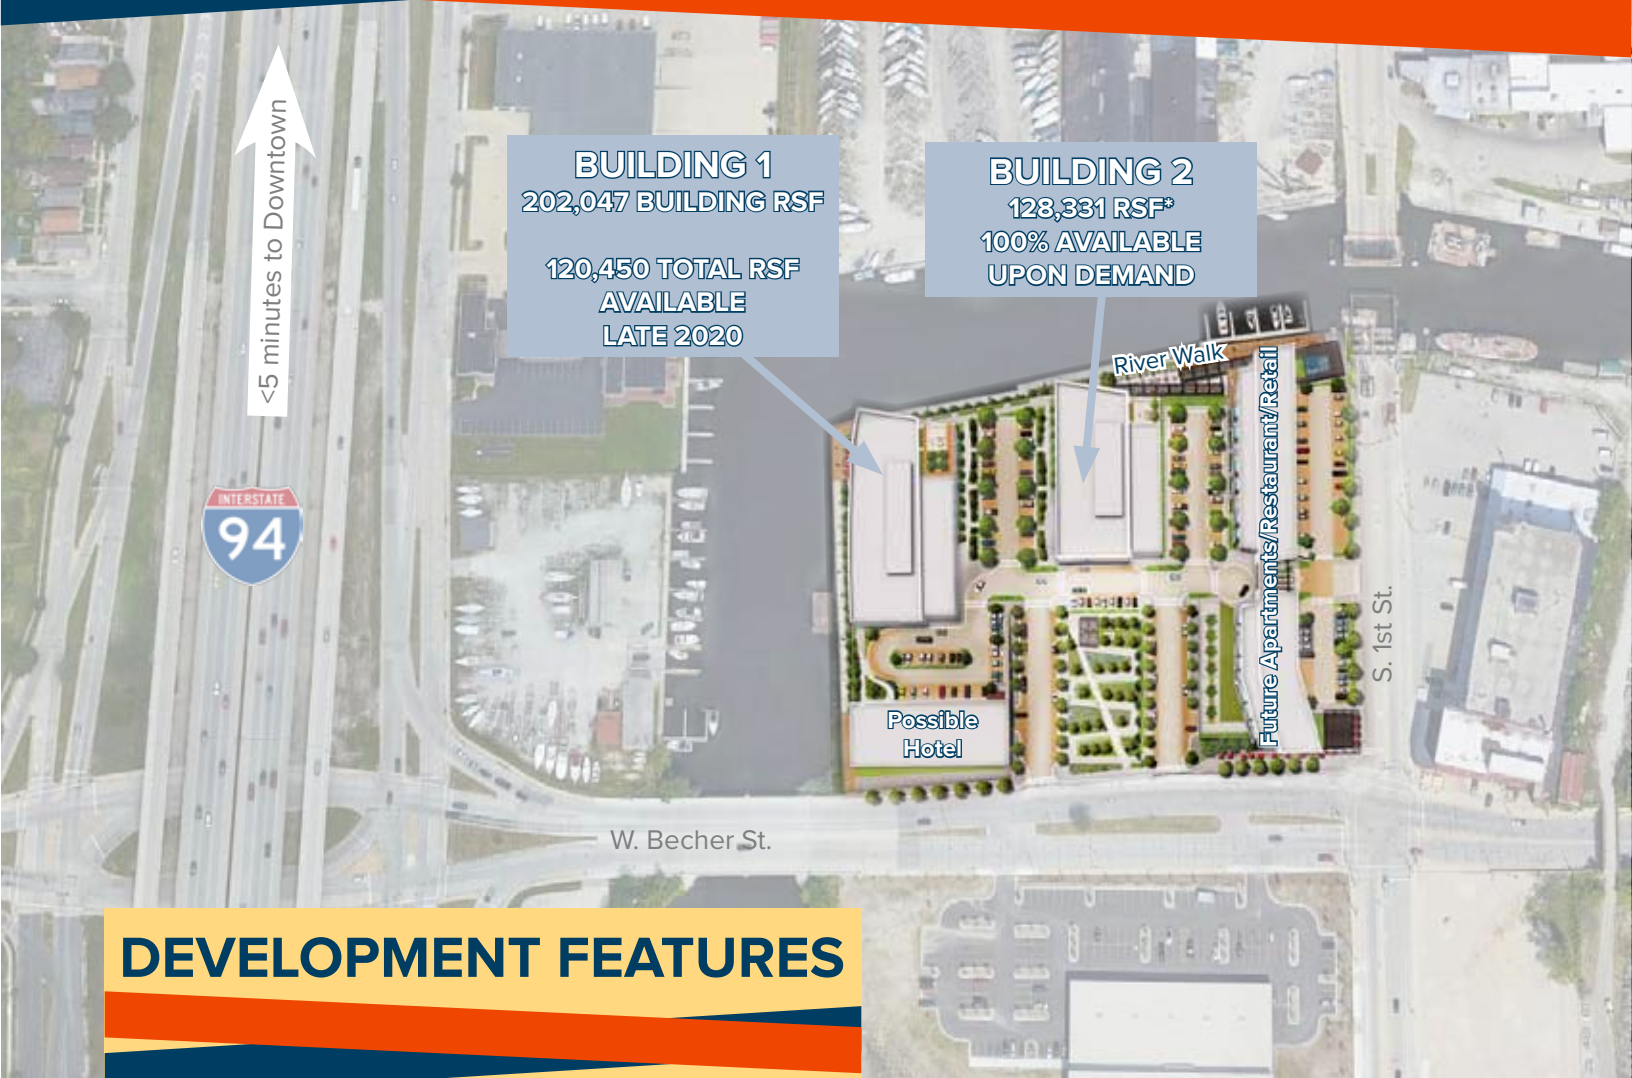 <5 minutes to Downtown
BUILDING 1
202,047 BUILDING RSF
120,450 TOTAL RSF
AVAILABLE
LATE 2020
BUILDING 2
128,331 RSF*
100% AVAILABLE
UPON DEMAND
River Walk
Future Apartments/Restaurant/Retail
INTERSTATE
94
S. 1st St.
Possible
Hotel
W. Becher St.
DEVELOPMENT FEATURES